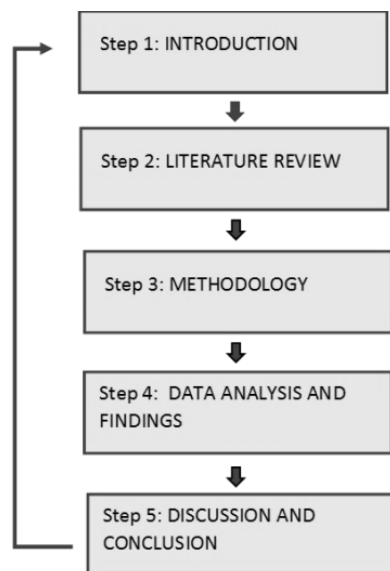 Step 1: INTRODUCTION
Step 2: LITERATURE REVIEW
Step 3: METHODOLOGY
Step 4:  DATA ANALYSIS AND
FINDINGS
Step 5: DISCUSSION AND
CONCLUSION